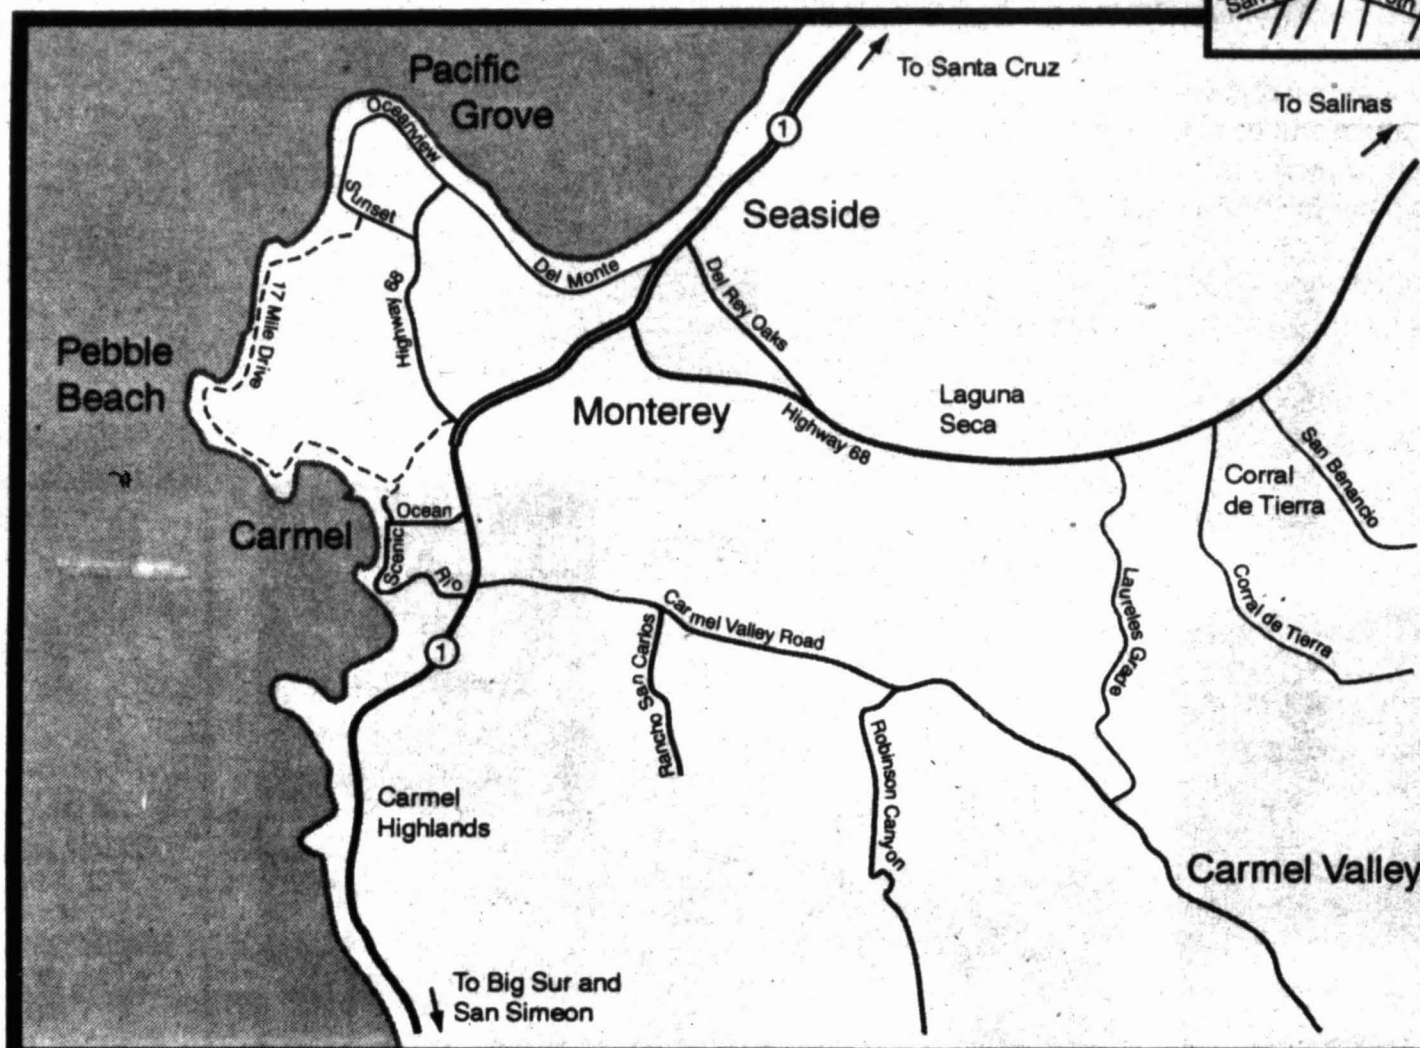 To Santa Cruz
To Salinas
Pacific
Grove
Oceanview
1
Sunset
Seaside
Del Monte
Del Rey Oaks
Highway 68
17 Mile Drive
Pebble
Beach
Monterey
Highway 68
Laguna
Seca
San Benancio
Corral
de Tierra
Ocean
Carmel
Scenic
Rio
Carmel Valley Road
Laureles Grade
Corral de Tierra
1
Rancho San Carlos
Robinson Canyon
Carmel
Highlands
Carmel Valley
To Big Sur and
San Simeon